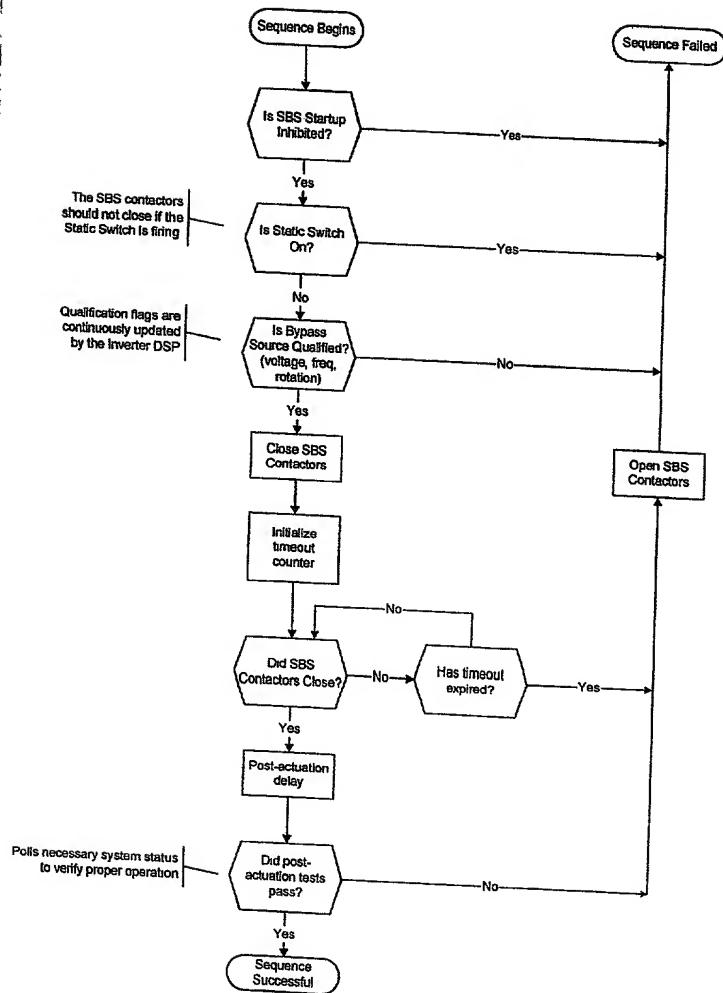 Sequence Begins
Sequence Failed
Is SBS Startup
Inhibited?
Yes
Yes
The SBS contactors
should not close if the
Static Switch is firing
Is Static Switch
On?
Yes
No
Qualification flags are
continuously updated
by the Inverter DSP
Is Bypass
Source Qualified?
(voltage, freq,
rotation)
No
Yes
Close SBS
Contactors
Open SBS
Contactors
Initialize
timeout
counter
No
Did SBS
Contactors Close?
No
Has timeout
expired?
Yes
Yes
Post-actuation
delay
Polls necessary system status
to verify proper operation
Did post-
actuation tests
pass?
No
Yes
Sequence
Successful